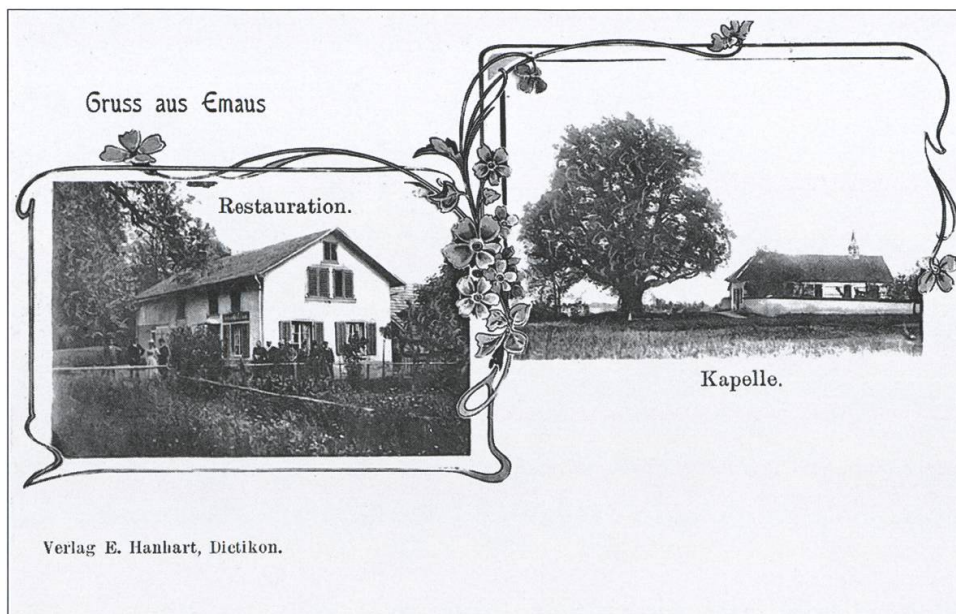 Gruss aus Emaus
Restauration.
Kapelle.
Verlag E. Hanhart, Dietikon.